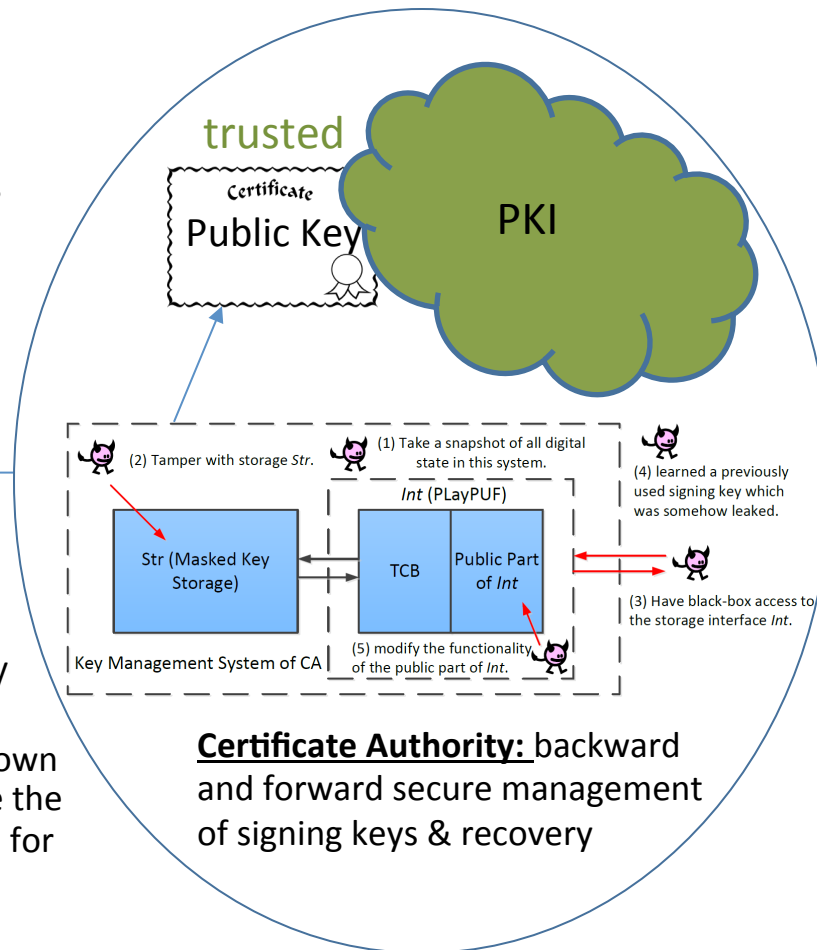 trusted
Certificate
Public Key
PKI
(2) Tamper with storage Str.
(1) Take a snapshot of all digital
state in this system.
(4) learned a previously
used signing key which
was somehow leaked.
Int (PLayPUF)
Str (Masked Key
Storage)
TCB
Public Part
of Int
(3) Have black-box access to
the storage interface Int.
(5) modify the functionality
of the public part of Int.
Key Management System of CA
Certificate Authority: backward
and forward secure management
of signing keys & recovery
own
the
for